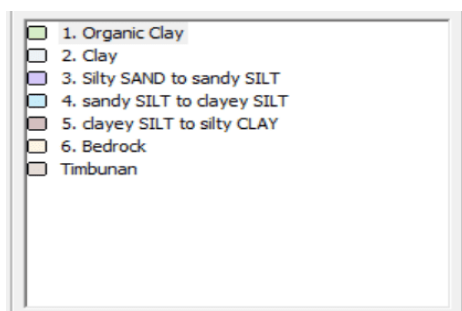 1. Organic Clay
2. Clay
3. Silty SAND to sandy SILT
4. sandy SILT to clayey SILT
5. clayey SILT to silty CLAY
6. Bedrock
Timbunan